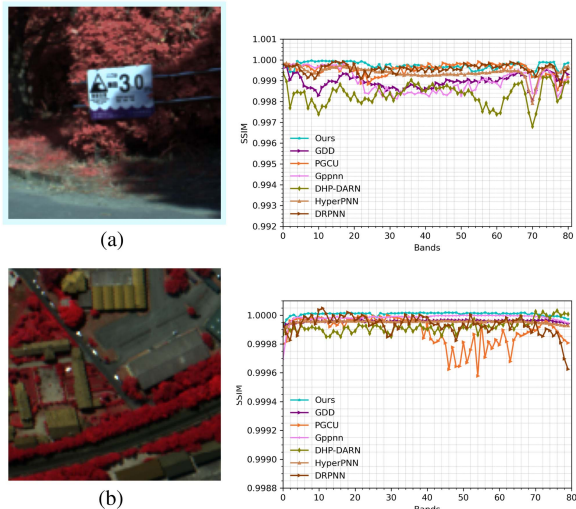 30
(a)
1.001
1.000
0.999
0.998
0.997
0.996
0.995
0.994
0.993
0.992
SSIM
0 10 20 30 40 50 60 70 80
Bands
Ours
GDD
PGCU
Gppnn
DHP-DARN
HyperPNN
DRPNN
(b)
1.0000
0.9998
0.9996
0.9994
0.9992
0.9990
0.9988
SSIM
0 10 20 30 40 50 60 70 80
Bands
Ours
GDD
PGCU
Gppnn
DHP-DARN
HyperPNN
DRPNN